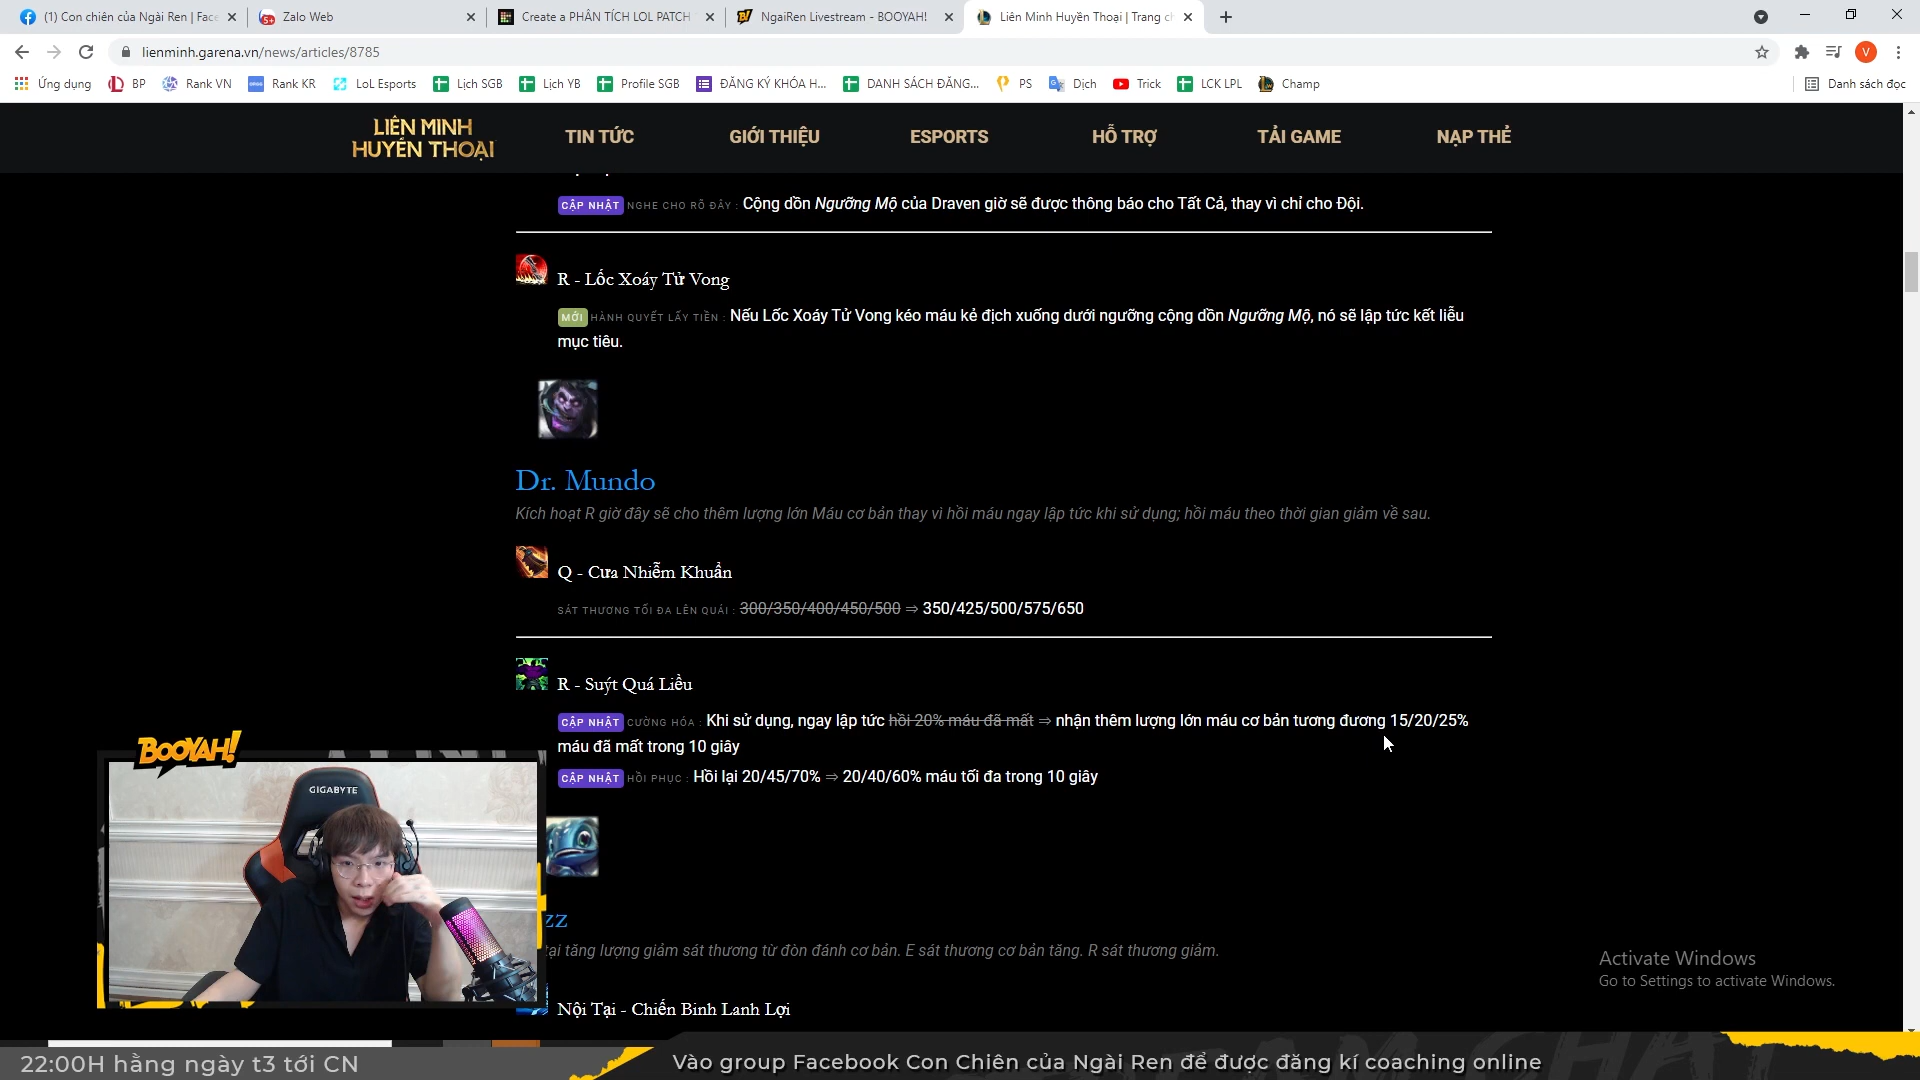 (1) Con chiên của Ngài Ren | Face
Zalo Web
Create a PHÂN TÍCH LOL PATCH
NgaiRen Livestream - BOOYAH!
Liên Minh Huyền Thoại | Trang ch
lienminh.garena.vn/news/articles/8785
V
Ứng dụng
BP
Rank VN
Rank KR
LoL Esports
Lịch SGB
Lịch YB
Profile SGB
ĐĂNG KÝ KHÓA H...
DANH SÁCH ĐĂNG...
PS
Dịch
Trick
LCK LPL
Champ
Danh sách đọc
LIÊN MINH
HUYỀN THOẠI
TIN TỨC
GIỚI THIỆU
ESPORTS
HỖ TRỢ
TẢI GAME
NẠP THẺ
CẬP NHẬT NGHE CHO RÕ ĐÂY : Cộng dồn Ngưỡng Mộ của Draven giờ sẽ được thông báo cho Tất Cả, thay vì chỉ cho Đội.
R - Lốc Xoáy Tử Vong
MỚI HÀNH QUYẾT LẤY TIỀN : Nếu Lốc Xoáy Tử Vong kéo máu kẻ địch xuống dưới ngưỡng cộng dồn Ngưỡng Mộ, nó sẽ lập tức kết liễu
mục tiêu.
Dr. Mundo
Kích hoạt R giờ đây sẽ cho thêm lượng lớn Máu cơ bản thay vì hồi máu ngay lập tức khi sử dụng; hồi máu theo thời gian giảm về sau.
Q - Cưa Nhiễm Khuẩn
SÁT THƯƠNG TỐI ĐA LÊN QUÁI : 300/350/400/450/500 ⇒ 350/425/500/575/650
R - Suýt Quá Liều
CẬP NHẬT CƯỜNG HÓA : Khi sử dụng, ngay lập tức hồi 20% máu đã mất ⇒ nhận thêm lượng lớn máu cơ bản tương đương 15/20/25%
máu đã mất trong 10 giây
CẬP NHẬT HỒI PHỤC : Hồi lại 20/45/70% ⇒ 20/40/60% máu tối đa trong 10 giây
BOOYAH!
GIGABYTE
zz
tại tăng lượng giảm sát thương từ đòn đánh cơ bản. E sát thương cơ bản tăng. R sát thương giảm.
Nội Tại - Chiến Binh Lanh Lợi
Activate Windows
Go to Settings to activate Windows.
22:00H hằng ngày t3 tới CN
Vào group Facebook Con Chiên của Ngài Ren để được đăng kí coaching online